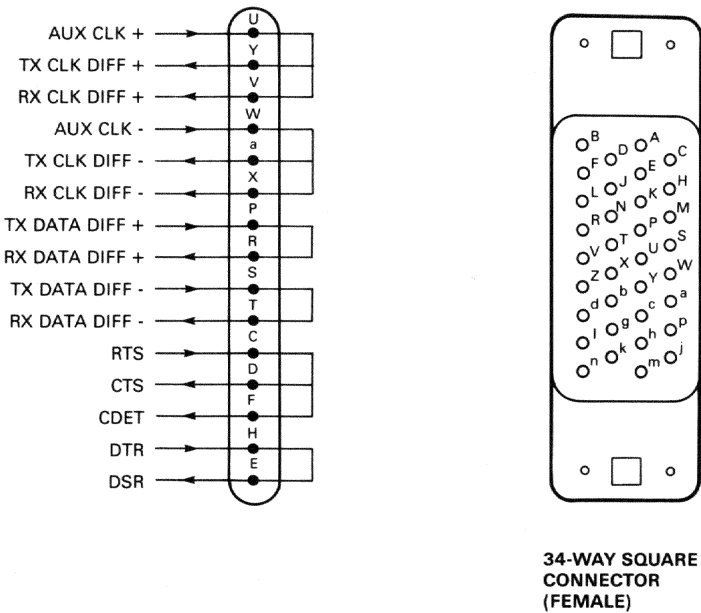 U
AUX CLK +
Y
TX CLK DIFF +
V
RX CLK DIFF +
W
AUX CLK -
a
TX CLK DIFF -
X
RX CLK DIFF -
P
TX DATA DIFF +
R
RX DATA DIFF +
S
TX DATA DIFF -
T
RX DATA DIFF -
C
RTS
D
CTS
F
CDET
H
DTR
E
DSR
B A
D C
F E
J H
L K
N M
R P
T S
V U
X W
Z Y
b a
d c
g p
l h
k j
n m
34-WAY SQUARE
CONNECTOR
(FEMALE)